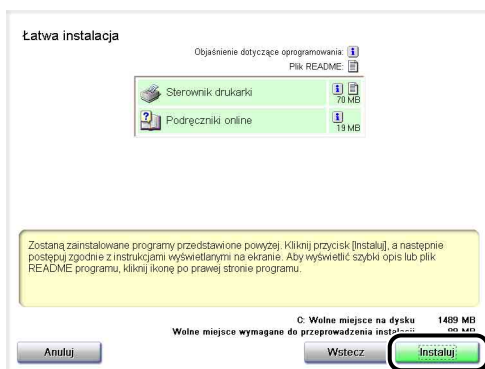 Łatwa instalacja
Objaśnienie dotyczące oprogramowania:
Plik README:
Sterownik drukarki
70 MB
Podręczniki online
19 MB
Zostaną zainstalowane programy przedstawione powyżej. Kliknij przycisk [Instaluj], a następnie
postępuj zgodnie z instrukcjami wyświetlanymi na ekranie. Aby wyświetlić szybki opis lub plik
README programu, kliknij ikonę po prawej stronie programu.
C: Wolne miejsce na dysku 1489 MB
Wolne miejsce wymagane do przeprowadzenia instalacji 89 MB
Anuluj
Wstecz
Instaluj